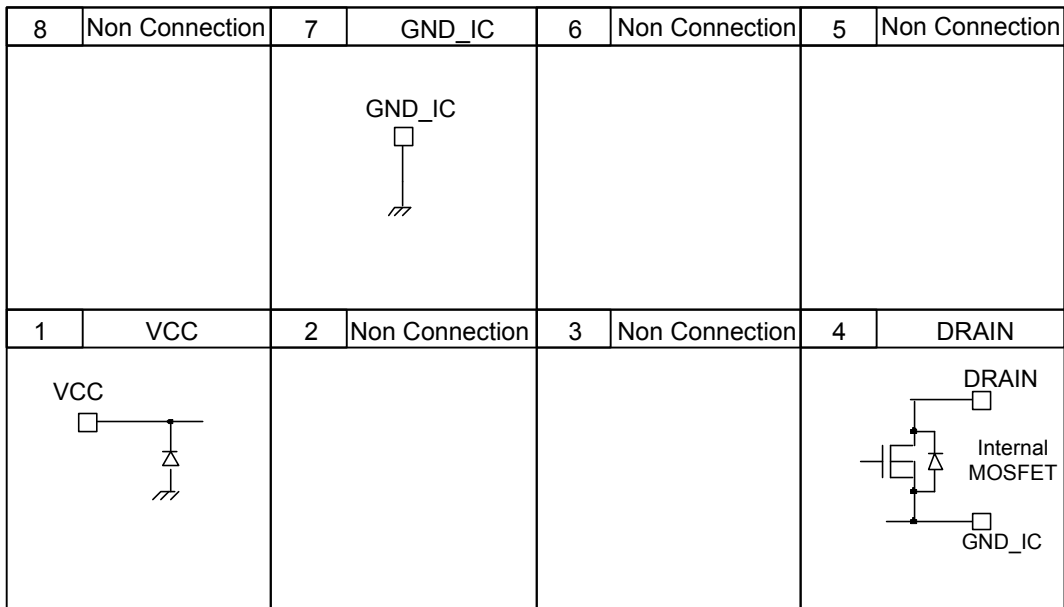 8 Non Connection 7 GND_IC 6 Non Connection 5 Non Connection
GND_IC
1 VCC 2 Non Connection 3 Non Connection 4 DRAIN
VCC
DRAIN
Internal
MOSFET
GND_IC